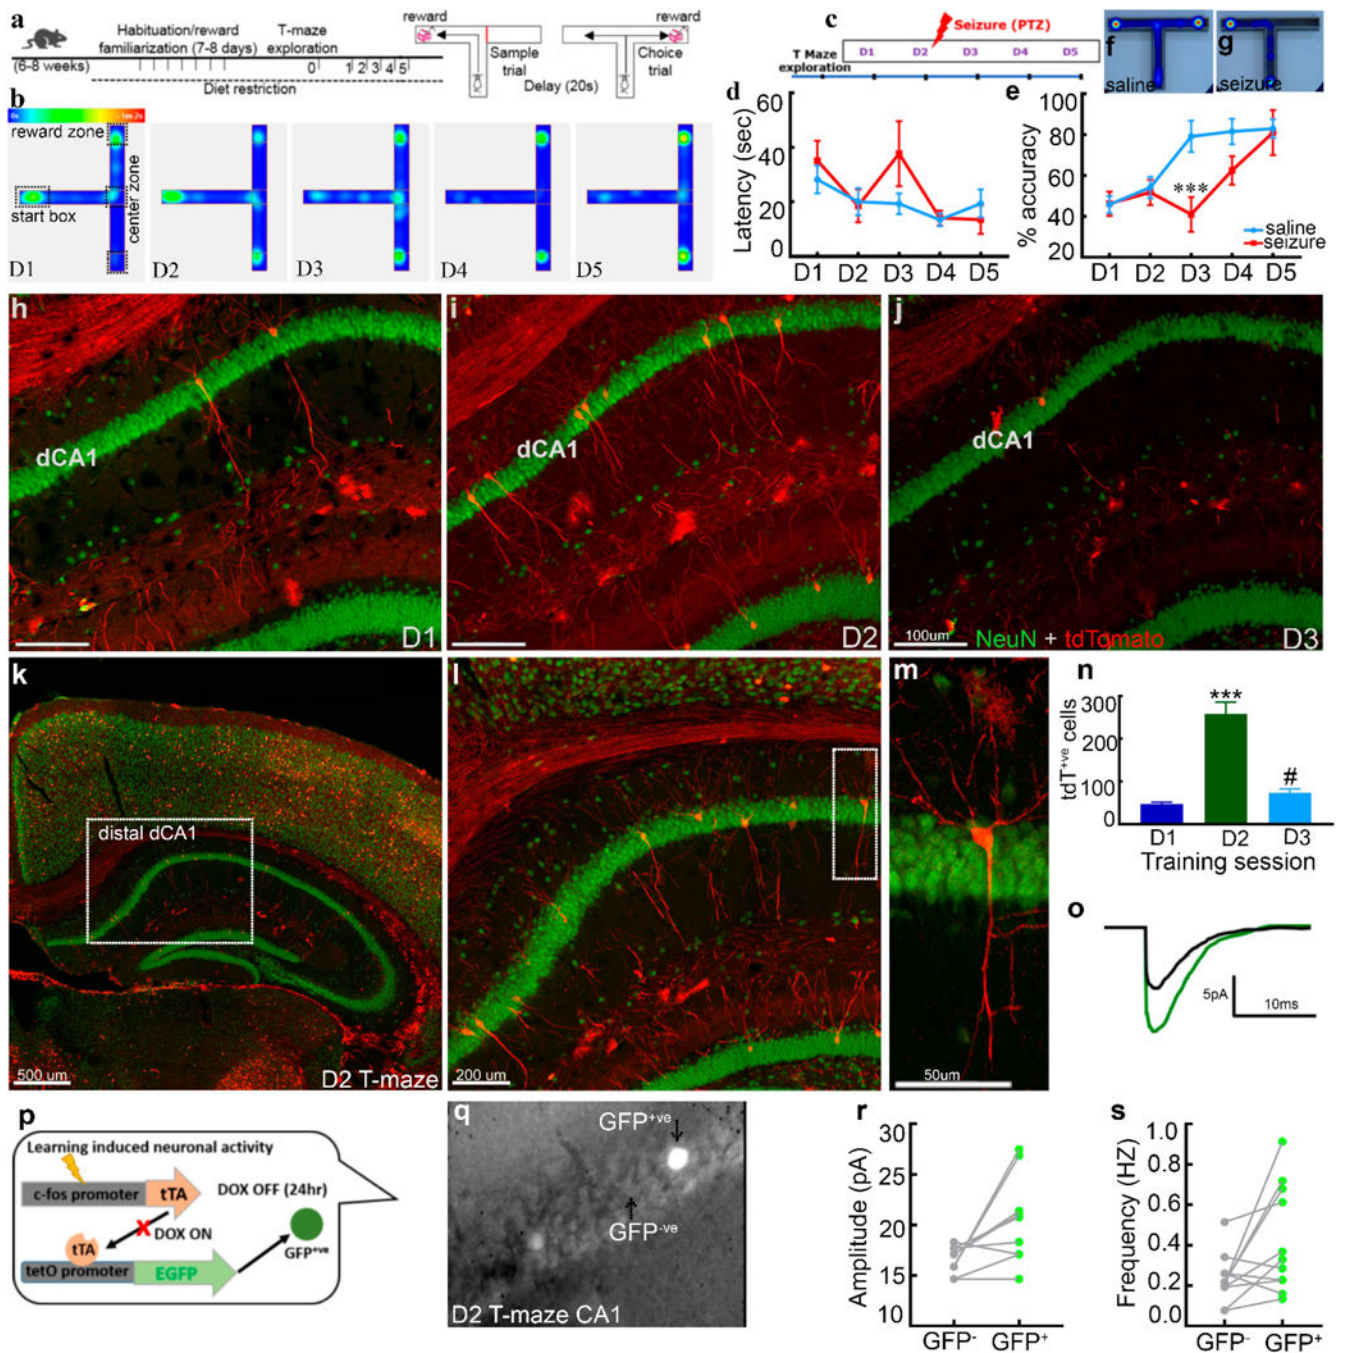 a
Habituation/reward
familiarization (7-8 days)
T-maze
exploration
(6-8 weeks)
0 1 2 3 4 5
Diet restriction
reward
Sample
trial
Delay (20s)
reward
Choice
trial
b
0s
reward zone
start box
center zone
D1
D2
D3
D4
D5
c
Seizure (PTZ)
T Maze
exploration
D1 D2 D3 D4 D5
f
saline
g
seizure
d
Latency (sec)
60
40
20
0
D1 D2 D3 D4 D5
e
% accuracy
100
80
60
40
20
***
saline
seizure
D1 D2 D3 D4 D5
h
dCA1
D1
i
dCA1
D2
j
dCA1
100um
NeuN + tdTomato
D3
k
distal dCA1
500 um
D2 T-maze
l
200 um
m
50um
n
tdT+ve cells
300
200
100
0
***
#
D1 D2 D3
Training session
o
5pA
10ms
p
Learning induced neuronal activity
c-fos promoter
tTA
DOX OFF (24hr)
X
DOX ON
tTA
GFP+ve
tetO promoter
EGFP
q
GFP+ve
GFP-ve
D2 T-maze CA1
r
Amplitude (pA)
30
25
20
15
10
GFP- GFP+
s
Frequency (HZ)
1.0
0.8
0.6
0.4
0.2
0.0
GFP- GFP+